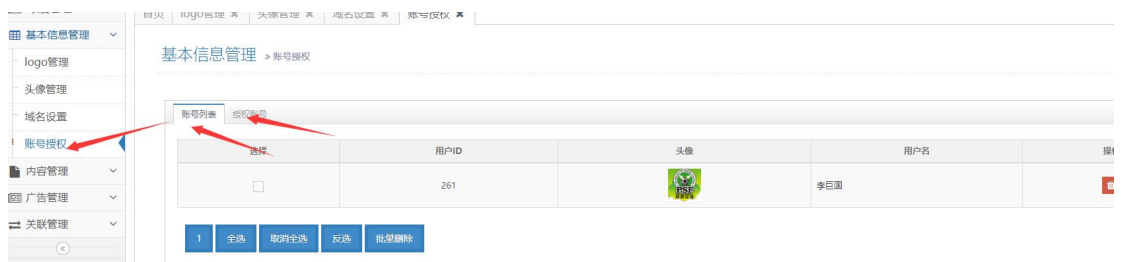 首页 logo管理 ✖ 头像管理 ✖ 域名设置 ✖ 账号授权 ✖
基本信息管理
logo管理
头像管理
域名设置
账号授权
内容管理
广告管理
关联管理
基本信息管理 » 账号授权
账号列表 授权账号
选择 用户ID 头像 用户名
261 PSE 李巨国
1 全选 取消全选 反选 批量删除